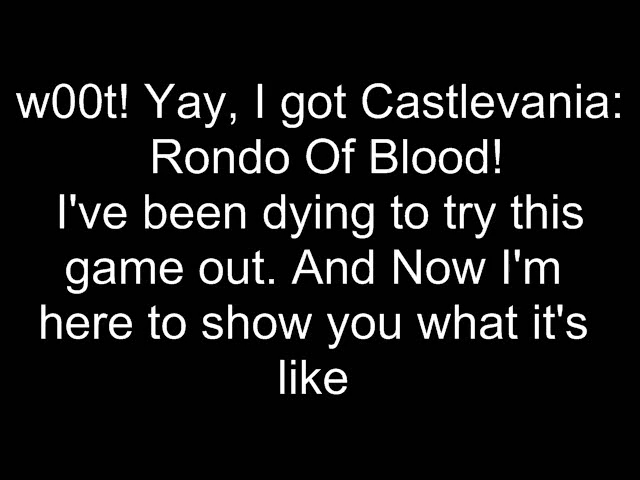 w00t! Yay, I got Castlevania:
Rondo Of Blood!
I've been dying to try this
game out. And Now I'm
here to show you what it's
like